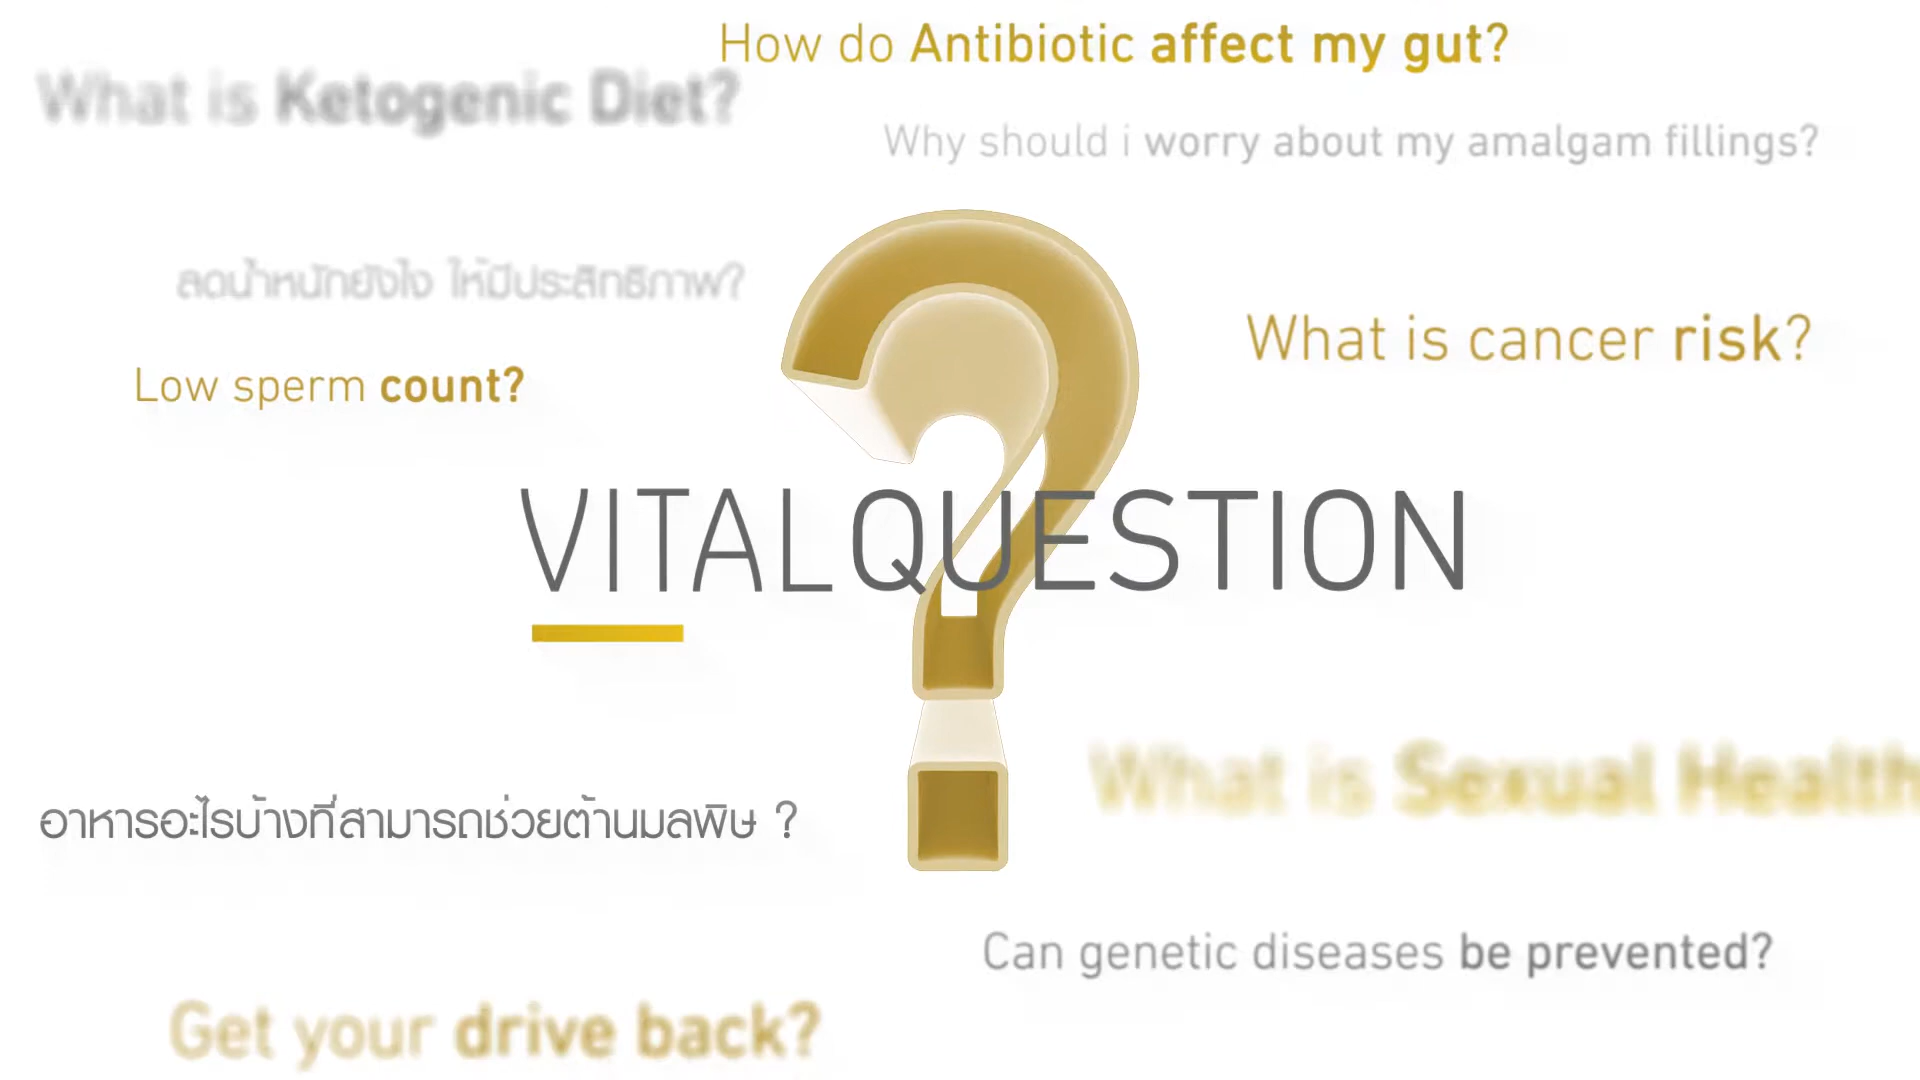 How do Antibiotic affect my gut?
What is Ketogenic Diet?
Why should i worry about my amalgam fillings?
ลดน้ำหนักยังไง ให้มีประสิทธิภาพ?
What is cancer risk?
Low sperm count?
VITALQUESTION
What is Sexual Health
อาหารอะไรบ้างที่สามารถช่วยต้านมลพิษ ?
Can genetic diseases be prevented?
Get your drive back?